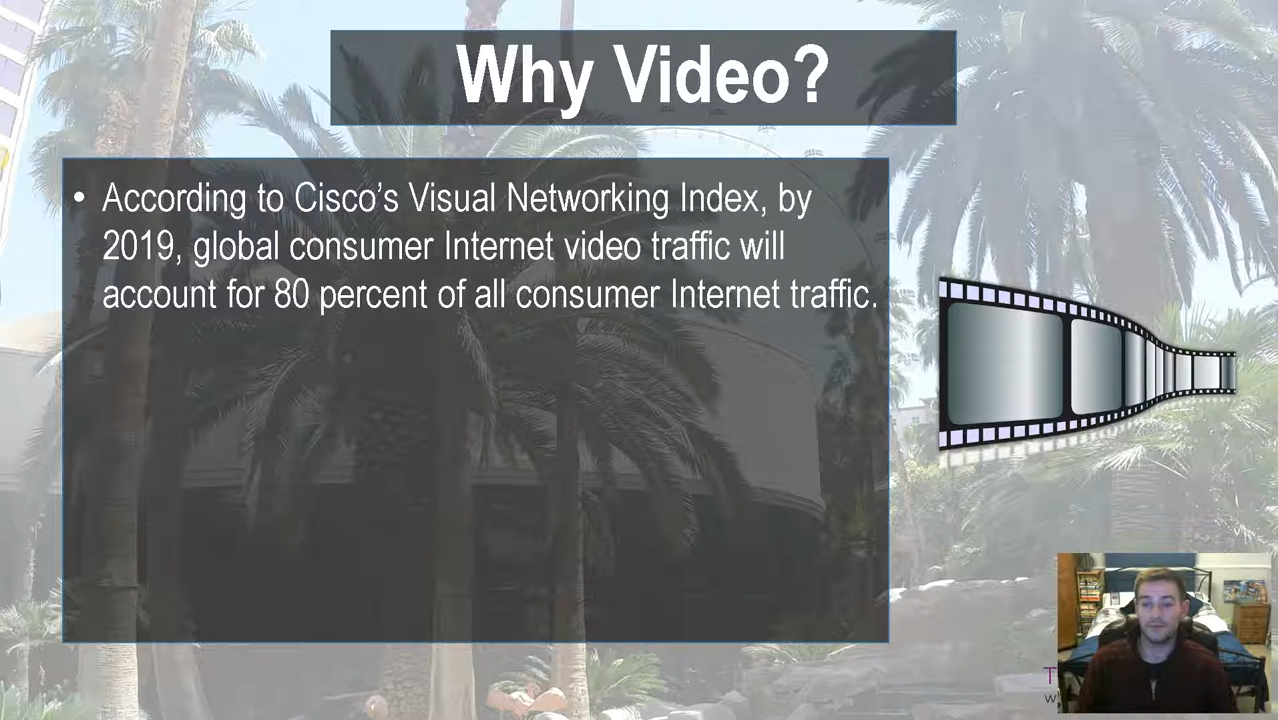 Why Video?
• According to Cisco’s Visual Networking Index, by
2019, global consumer Internet video traffic will
account for 80 percent of all consumer Internet traffic.